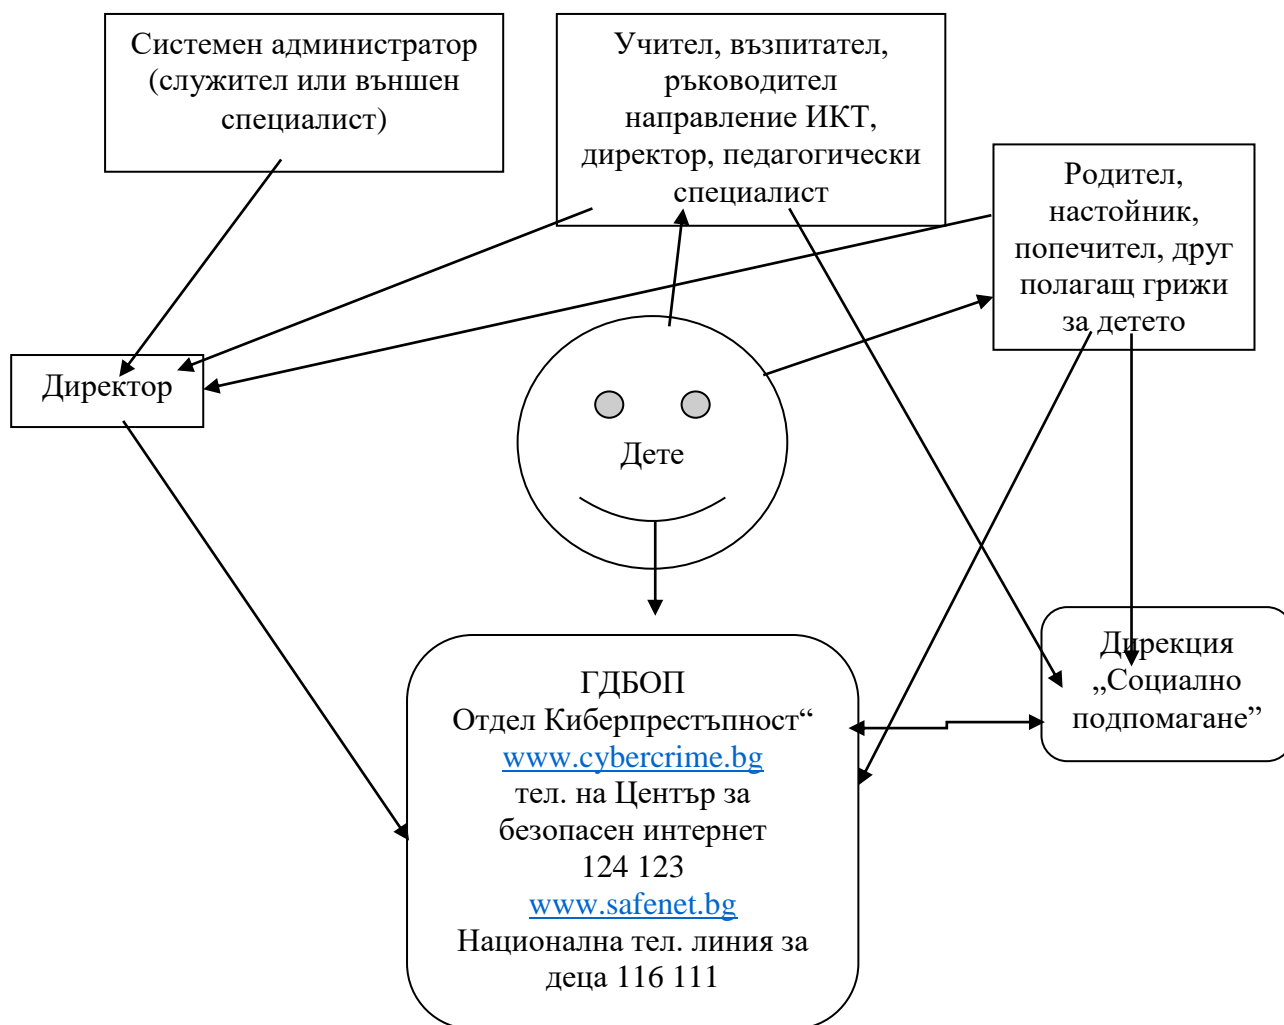 Системен администратор
(служител или външен
специалист)
Учител, възпитател,
ръководител
направление ИКТ,
директор, педагогически
специалист
Родител,
настойник,
попечител, друг
полагащ грижи
за детето
Директор
Дете
ГДБОП
Отдел Киберпрестъпност“
www.cybercrime.bg
тел. на Център за
безопасен интернет
124 123
www.safenet.bg
Национална тел. линия за
деца 116 111
Дирекция
„Социално
подпомагане”